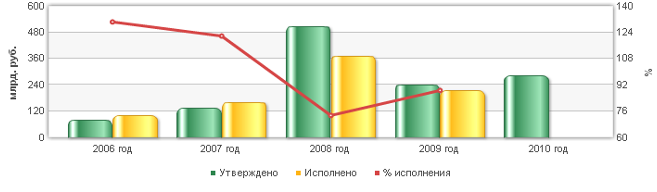 млрд. руб.
600
480
360
240
120
0
140
124
108
92
76
60
%
2006 год
2007 год
2008 год
2009 год
2010 год
Утверждено
Исполнено
% исполнения